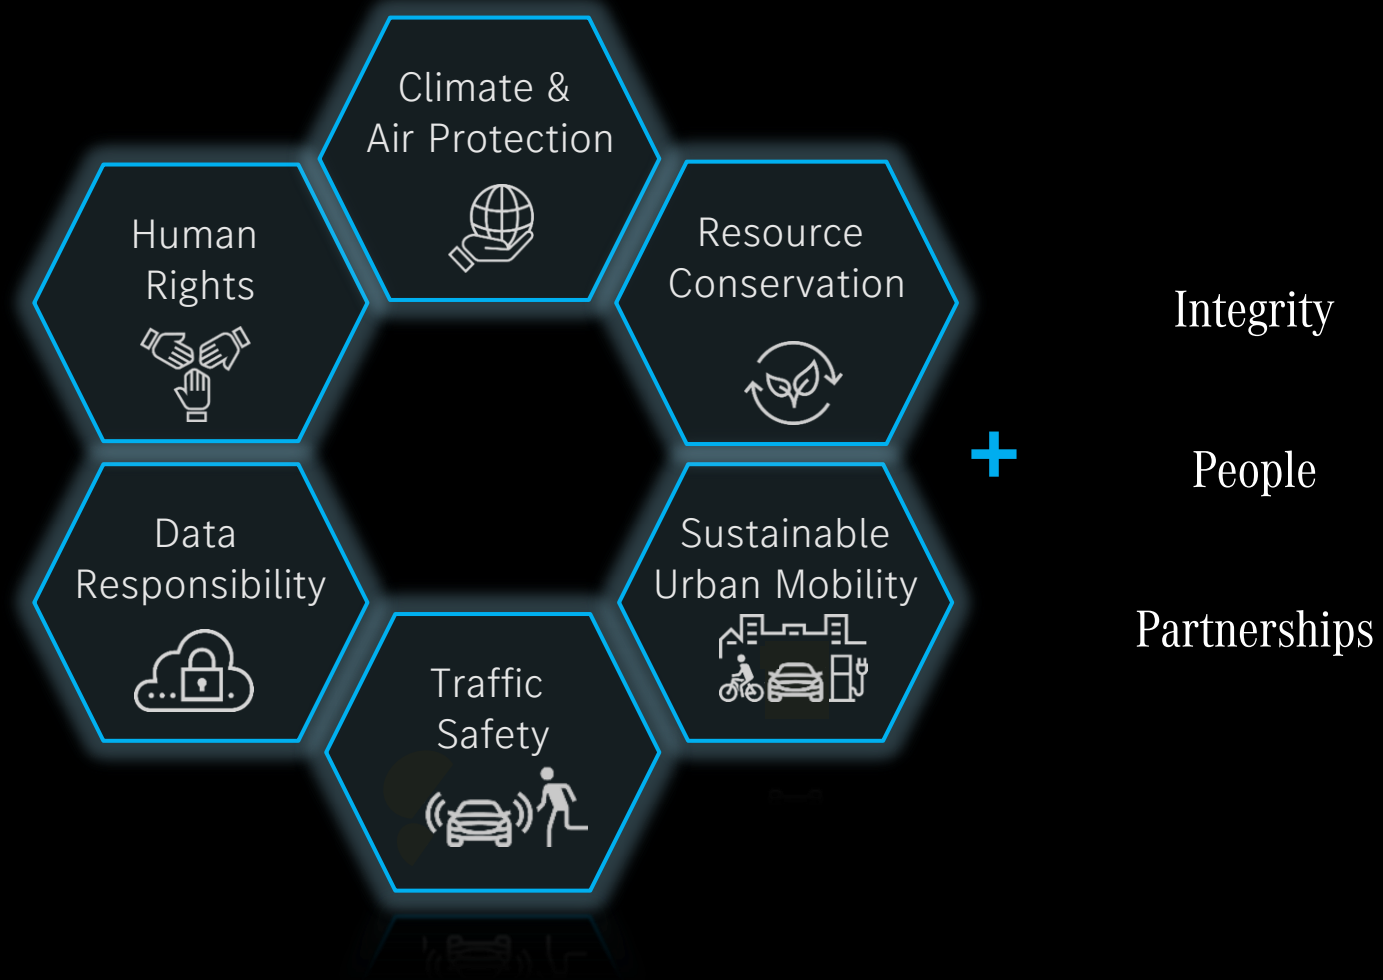 Climate &
Air Protection
Human
Rights
Resource
Conservation
Data
Responsibility
Sustainable
Urban Mobility
Traffic
Safety
+
Integrity
People
Partnerships